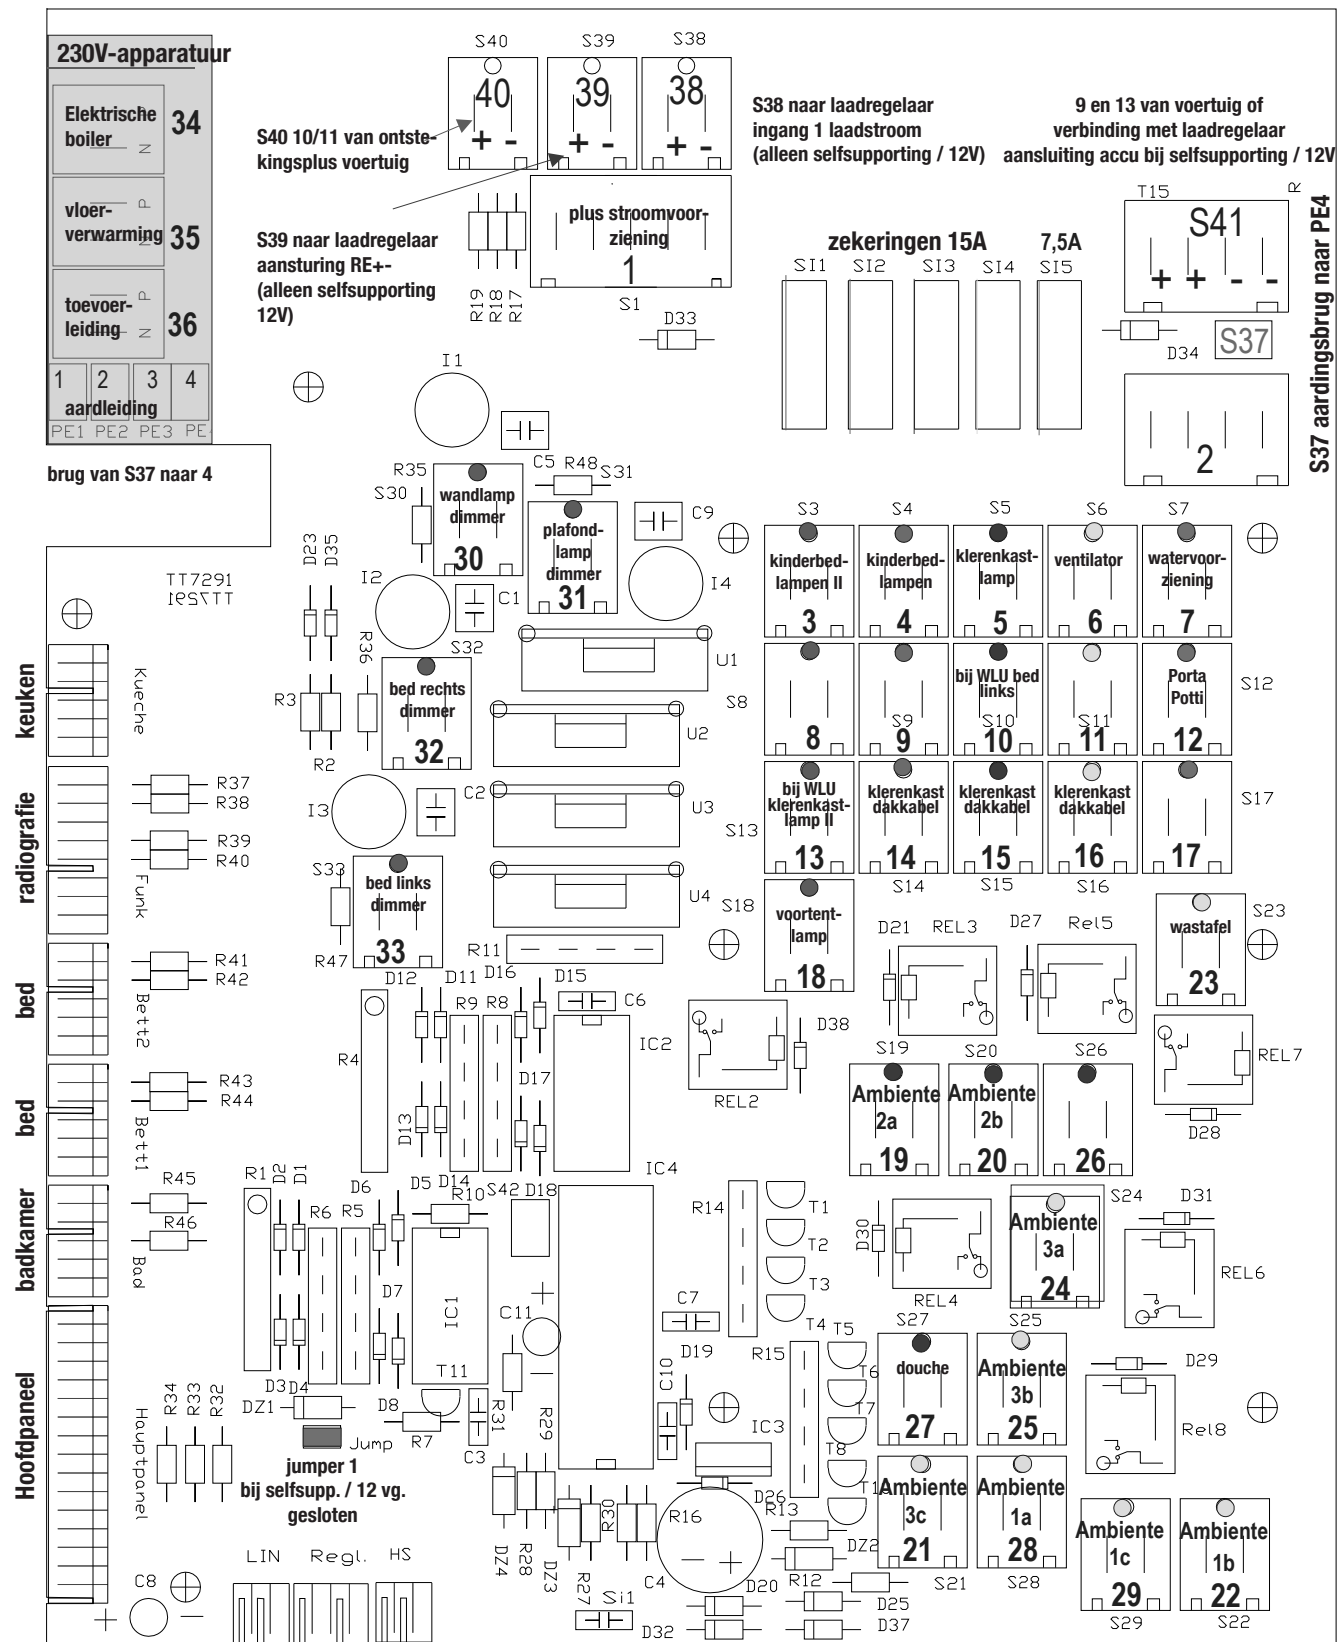 230V-apparatuur
Elektrische
boiler
34
N P
vloer-
verwarming
35
N P
toevoer-
leiding
36
N P
1 2 3 4
aardleiding
PE1 PE2 PE3 PE
brug van S37 naar 4
S40 S39 S38
40 39 38
+ - + - + -
S40 10/11 van ontste-
kingsplus voertuig
S39 naar laadregelaar
aansturing RE+-
(alleen selfsupporting
12V)
S38 naar laadregelaar
ingang 1 laadstroom
(alleen selfsupporting / 12V)
9 en 13 van voertuig of
verbinding met laadregelaar
aansluiting accu bij selfsupporting / 12V
plus stroomvoor-
ziening
1
S1
R19 R18 R17
D33
zekeringen 15A 7,5A
SI1 SI2 SI3 SI4 SI5
T15 R
S41
+ + - -
D34
S37
2
S37 aardingsbrug naar PE4
I1
C5 R48 S31
R35
S30
wandlamp
dimmer
30
plafond-
lamp
dimmer
31
C9
I4
I2
C1
D23 D35
TT7291
TT7291
R36
S32
bed rechts
dimmer
32
R3
R2
U1
S8
U2
I3
C2
U3
S13
S33
bed links
dimmer
33
R47
U4
S18
R11
S3 S4 S5 S6 S7
kinderbed-
lampen II
3
kinderbed-
lampen
4
klerenkast-
lamp
5
ventilator
6
watervoor-
ziening
7
8
S9
9
bij WLU bed
links
S10
10
S11
11
Porta
Potti
12
S12
bij WLU
klerenkast-
lamp II
13
klerenkast
dakkabel
14
klerenkast
dakkabel
15
klerenkast
dakkabel
16
17
S17
S14 S15 S16
voortent-
lamp
18
D21 REL3 D27 Rel5
wastafel
23
S23
keuken
Kueche
radiografie
Funk
R37
R38
R39
R40
bed
Bett2
R41
R42
bed
Bett1
R43
R44
badkamer
Bad
R45
R46
Hoofdpaneel
Hauptpanel
D12 D11 D16 D15
R9 R8
C6
IC2
R4
D17
D13
D14 S42 D18
IC4
REL2
D38
S19 S20 S26
Ambiente
2a
19
Ambiente
2b
20
26
REL7
D28
R1 D2 D1
R6 R5
D6 D5 R10
D7
IC1
C11
+
-
D3 D4
D8
T11
R14
T1
T2
T3
T4
C7
D19
C10
D30
REL4
S24
Ambiente
3a
24
D31
REL6
R15
T5
T6
T7
T8
S27 S25
douche
27
Ambiente
3b
25
D29
Rel8
R34 R33 R32
DZ1
Jump
jumper 1
bij selfsupp. / 12 vg.
gesloten
R7
C3
R31
R29
IC3
DZ4 R28 DZ3
R27
R30
R16
C4
- +
D26
R13
DZ2
R12
D20
D25
D32
D37
Si1
Ambiente
3c
21
Ambiente
1a
28
S21 S28
Ambiente
1c
29
Ambiente
1b
22
S29 S22
C8
+ -
LIN Regl. HS